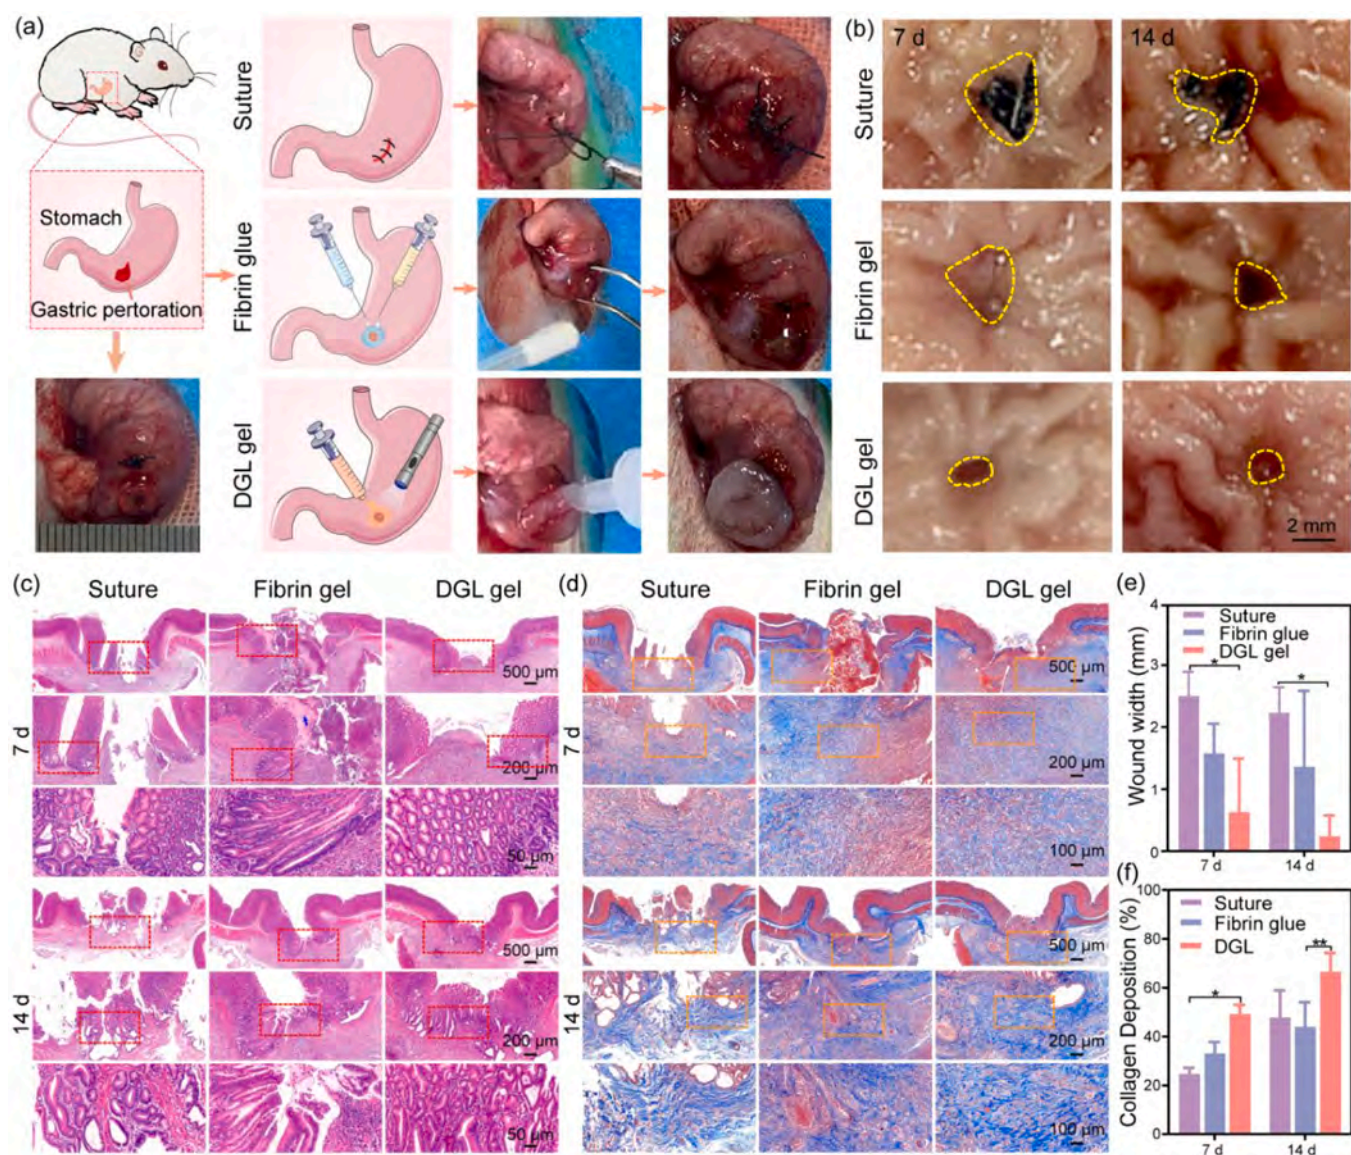 (a)
Stomach
Gastric pertoration
Suture
Fibrin glue
DGL gel
(b)
7 d
14 d
Suture
Fibrin gel
DGL gel
2 mm
(c)
Suture
Fibrin gel
DGL gel
7 d
500 µm
200 µm
50 µm
14 d
500 µm
200 µm
50 µm
(d)
Suture
Fibrin gel
DGL gel
7 d
500 µm
200 µm
100 µm
14 d
500 µm
200 µm
100 µm
(e)
Wound width (mm)
4
3
2
1
0
Suture
Fibrin glue
DGL gel
*
*
7 d
14 d
(f)
Collagen Deposition (%)
100
80
60
40
20
0
Suture
Fibrin glue
DGL
*
**
7 d
14 d